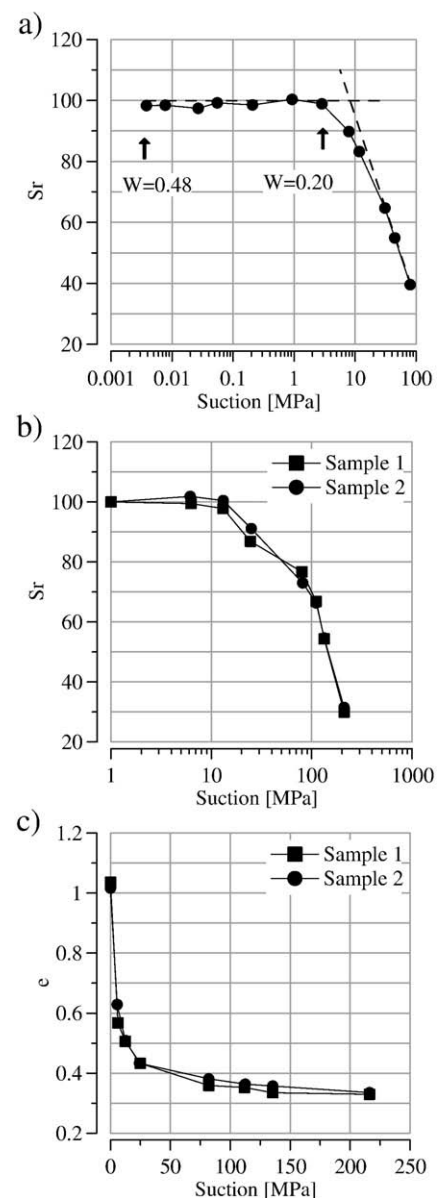 a)
120
100
80
60
40
20
Sr
W=0.48
W=0.20
0.001 0.01 0.1 1 10 100
Suction [MPa]
b)
120
100
80
60
40
20
Sr
Sample 1
Sample 2
1 10 100 1000
Suction [MPa]
c)
1.2
1
0.8
0.6
0.4
0.2
e
Sample 1
Sample 2
0 50 100 150 200 250
Suction [MPa]